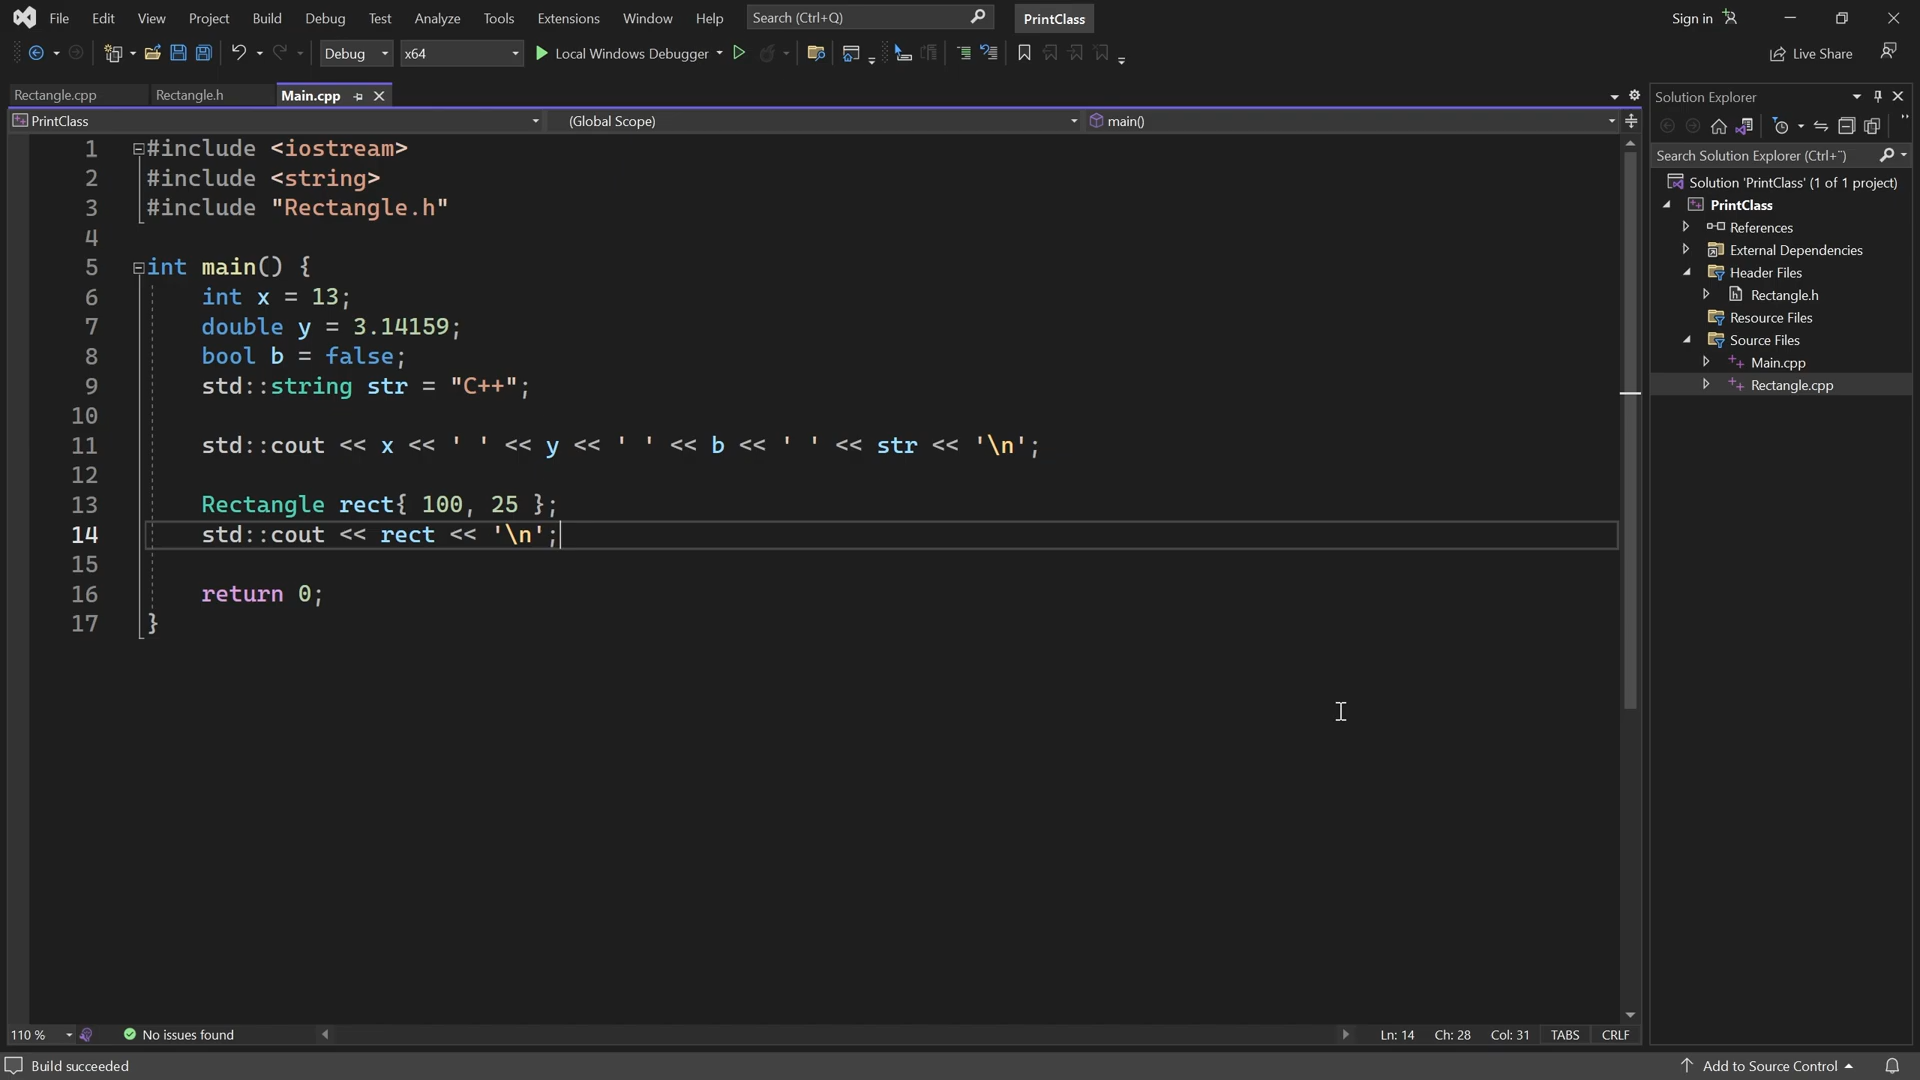 File Edit View Project Build Debug Test Analyze Tools Extensions Window Help Search (Ctrl+Q) PrintClass Sign in
Debug x64 Local Windows Debugger Live Share
Rectangle.cpp Rectangle.h Main.cpp
PrintClass (Global Scope) main()
1 #include <iostream>
2 #include <string>
3 #include "Rectangle.h"
4
5 int main() {
6 int x = 13;
7 double y = 3.14159;
8 bool b = false;
9 std::string str = "C++";
10
11 std::cout << x << ' ' << y << ' ' << b << ' ' << str << '\n';
12
13 Rectangle rect{ 100, 25 };
14 std::cout << rect << '\n';
15
16 return 0;
17 }
Solution Explorer
Search Solution Explorer (Ctrl+¨)
Solution 'PrintClass' (1 of 1 project)
PrintClass
References
External Dependencies
Header Files
Rectangle.h
Resource Files
Source Files
Main.cpp
Rectangle.cpp
110 % No issues found Ln: 14 Ch: 28 Col: 31 TABS CRLF
Build succeeded Add to Source Control